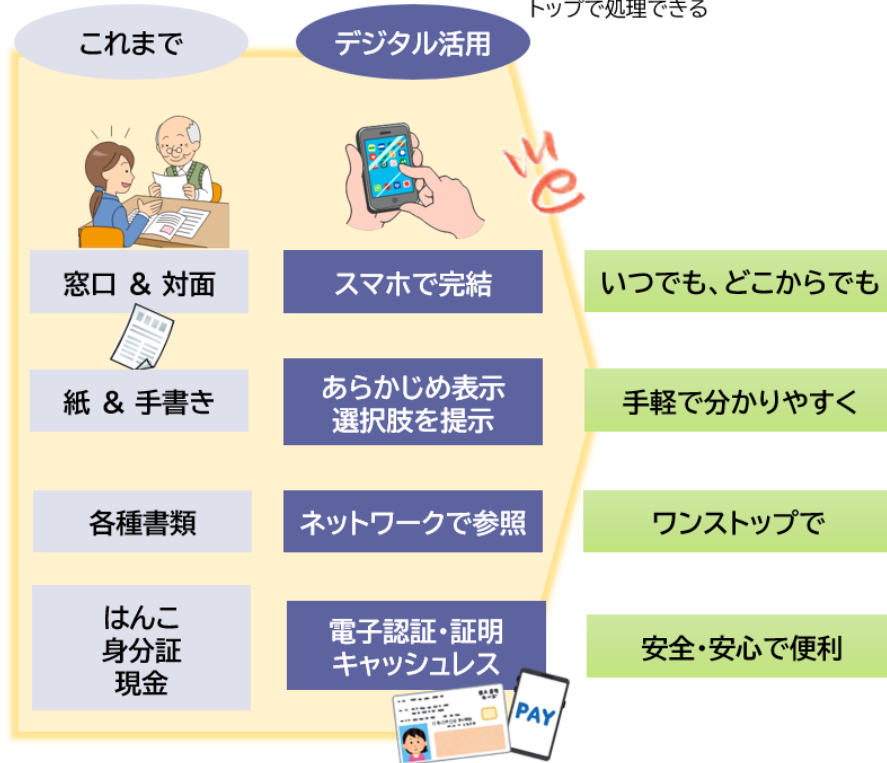 トップで処理できる
これまで
デジタル活用
窓口 & 対面
スマホで完結
いつでも、どこからでも
紙 & 手書き
あらかじめ表示
選択肢を提示
手軽で分かりやすく
各種書類
ネットワークで参照
ワンストップで
はんこ
身分証
現金
電子認証・証明
キャッシュレス
安全・安心で便利
PAY